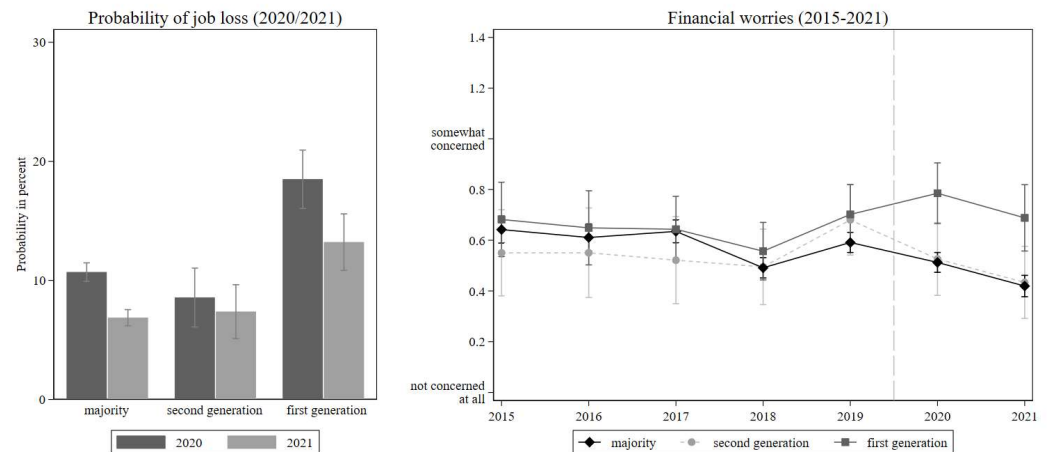 Probability of job loss (2020/2021)
Probability in percent
30
20
10
0
majority
second generation
first generation
2020
2021
Financial worries (2015-2021)
1.4
1.2
somewhat
concerned
0.8
0.6
0.4
0.2
not concerned
at all
2015
2016
2017
2018
2019
2020
2021
majority
second generation
first generation